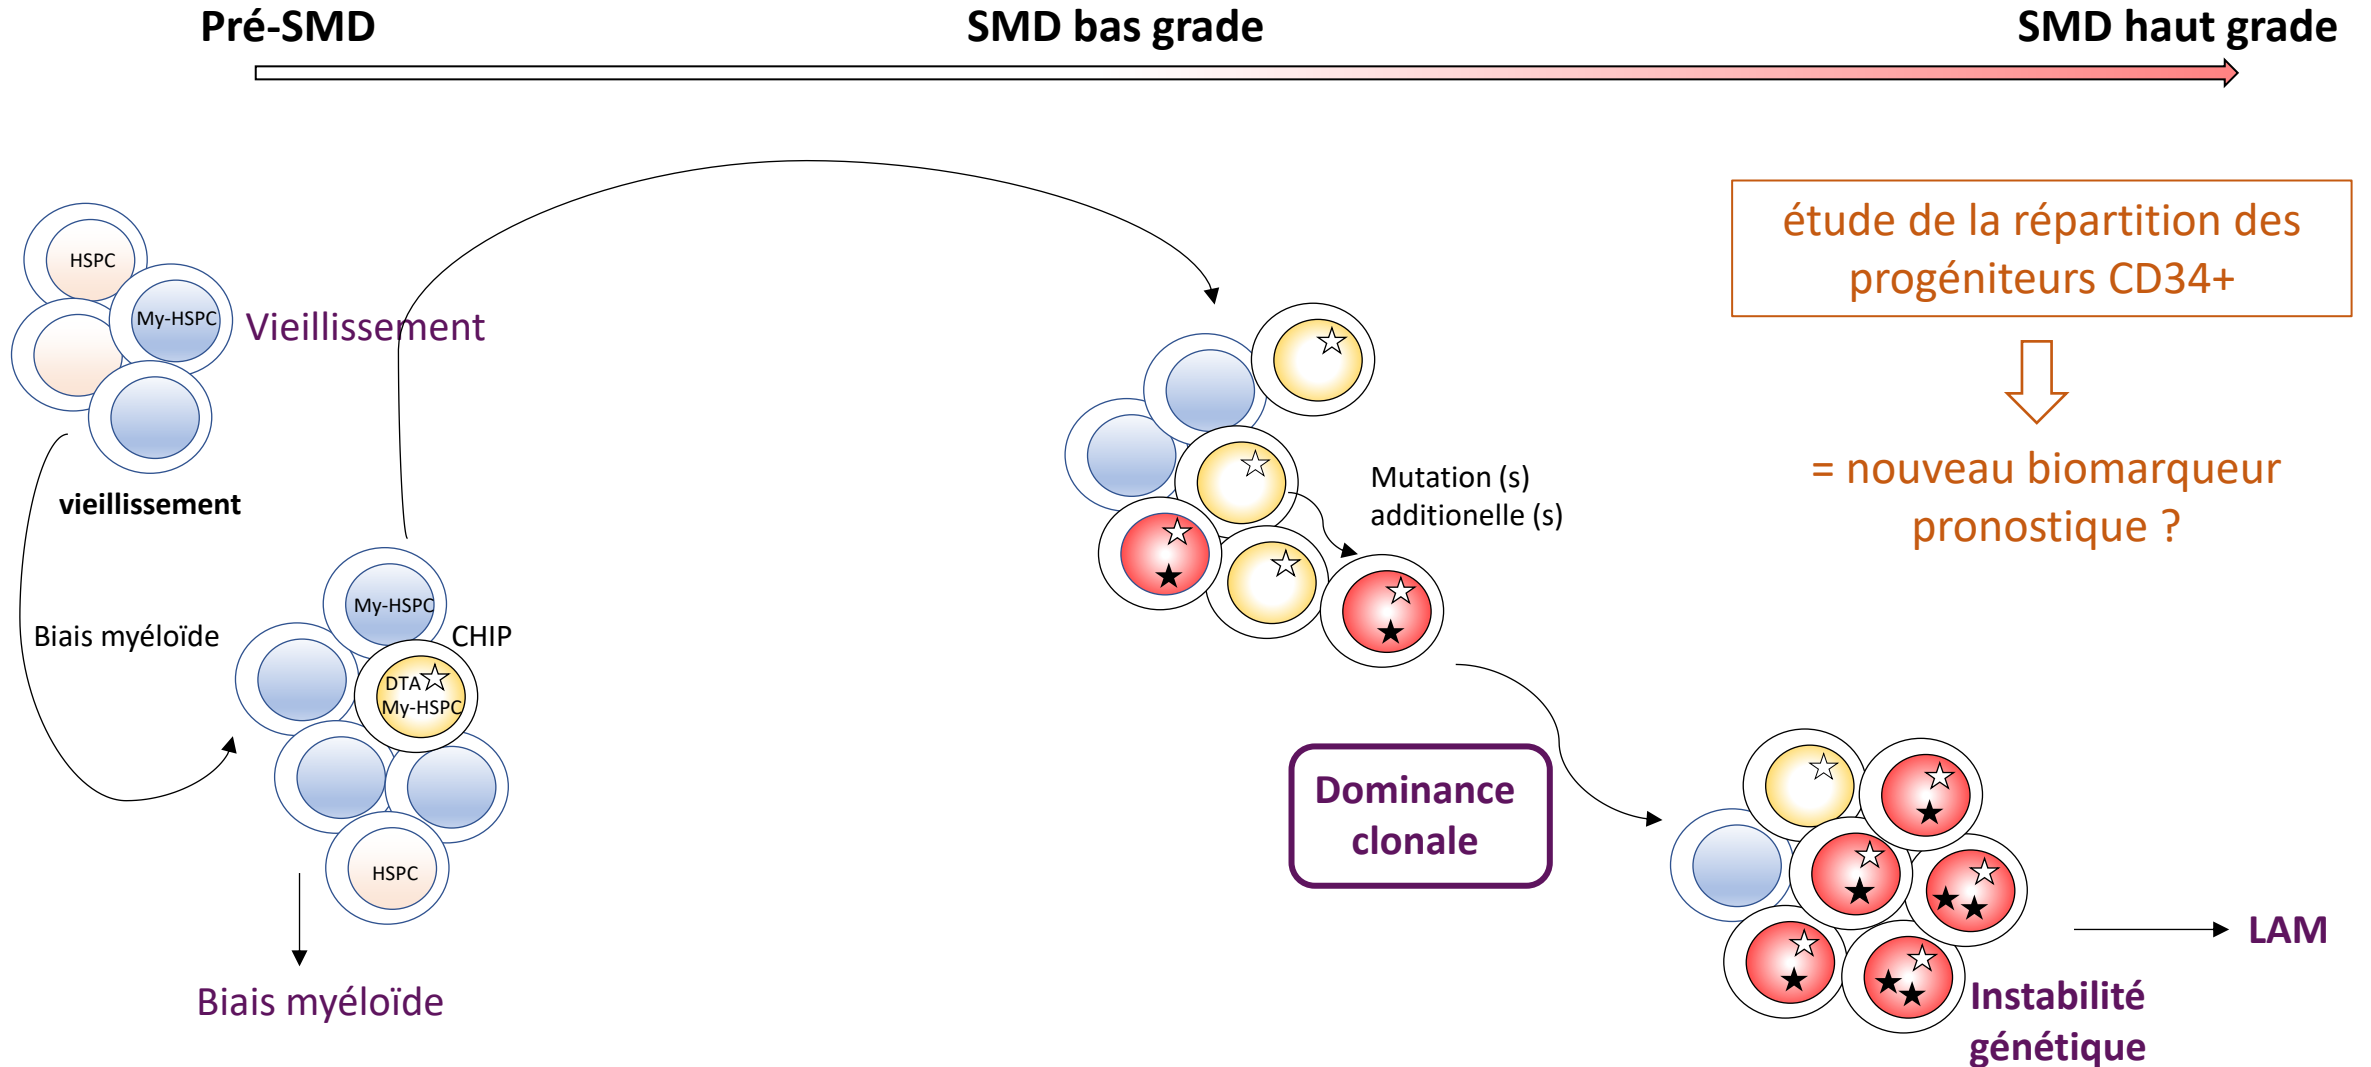 Pré-SMD
SMD bas grade
SMD haut grade
HSPC
My-HSPC
Vieillissement
vieillissement
Biais myéloïde
My-HSPC
CHIP
DTA
My-HSPC
HSPC
Biais myéloïde
Mutation (s)
additionelle (s)
Dominance
clonale
étude de la répartition des
progéniteurs CD34+
= nouveau biomarqueur
pronostique ?
LAM
Instabilité
génétique